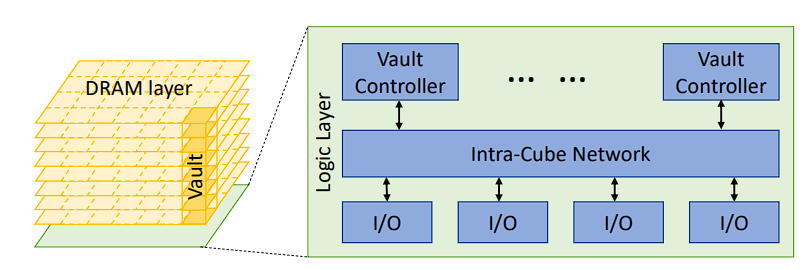 DRAM layer
Vault
Logic Layer
Vault
Controller
... ...
Vault
Controller
Intra-Cube Network
I/O
I/O
I/O
I/O